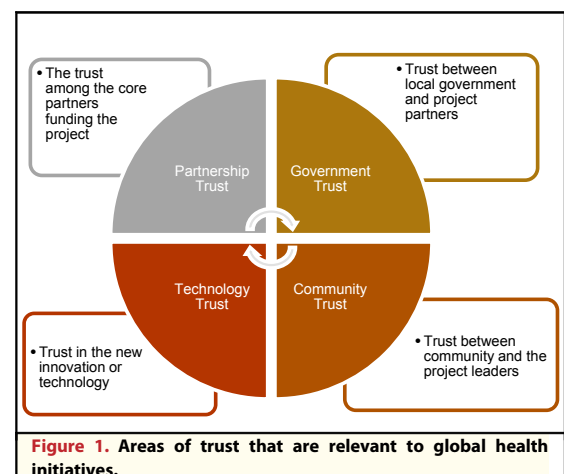 • The trust
among the core
partners
funding the
project
• Trust between
local government
and project
partners
Partnership
Trust
Government
Trust
Technology
Trust
Community
Trust
• Trust in the new
innovation or
technology
• Trust between
community and the
project leaders
Figure 1. Areas of trust that are relevant to global health
initiatives.